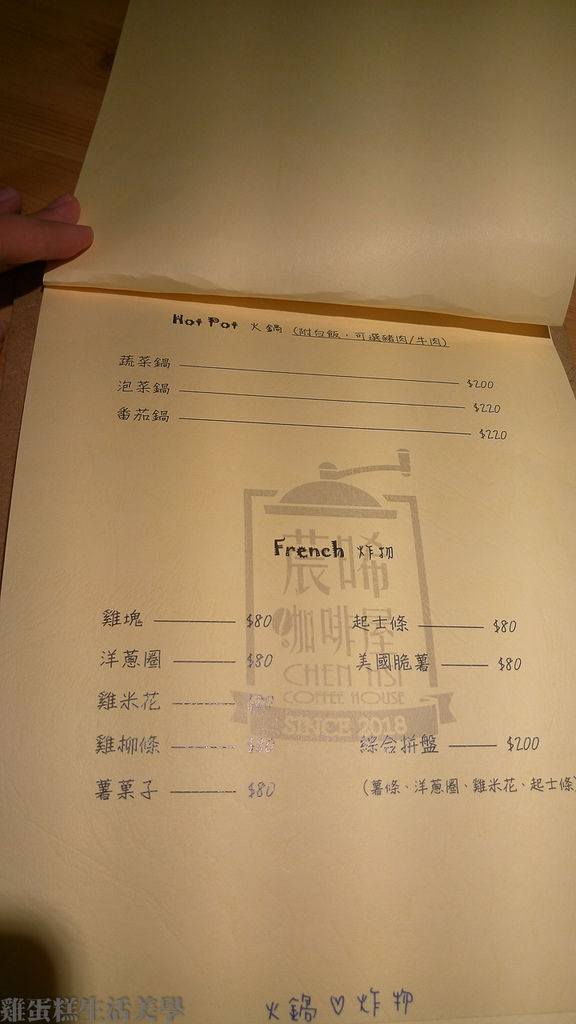 Hot Pot 火鍋 (附白飯，可選豬肉/牛肉)
蔬菜鍋 $200
泡菜鍋 $220
番茄鍋 $220
French 炸物
農晞
咖啡屋
CHEN HSI
COFFEE HOUSE
SINCE 2018
雞塊 $80 起士條 $80
洋蔥圈 $80 美國脆薯 $80
雞米花
雞柳條 綜合拼盤 $200
薯菓子 $80 (薯條、洋蔥圈、雞米花、起士條)
火鍋♡炸物
雞蛋糕生活美學